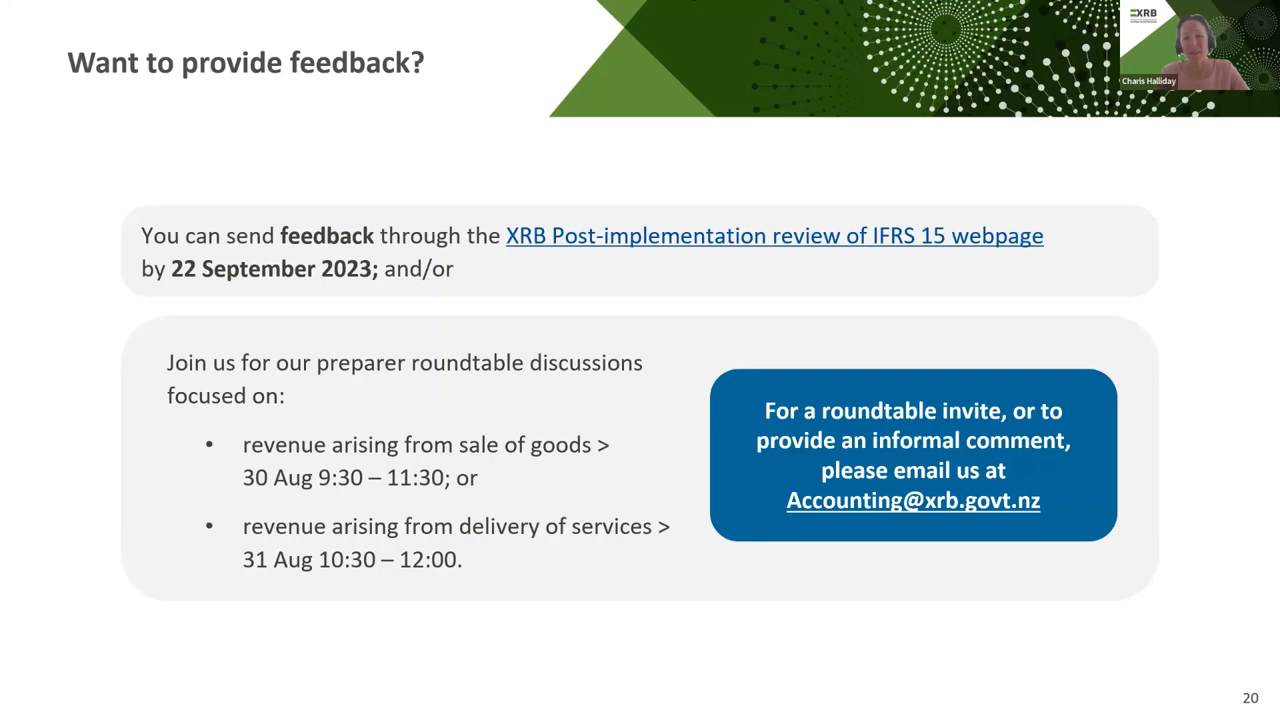 Want to provide feedback?
XRB
Charis Halliday
You can send feedback through the XRB Post-implementation review of IFRS 15 webpage
by 22 September 2023; and/or
Join us for our preparer roundtable discussions
focused on:
• revenue arising from sale of goods >
30 Aug 9:30 – 11:30; or
• revenue arising from delivery of services >
31 Aug 10:30 – 12:00.
For a roundtable invite, or to
provide an informal comment,
please email us at
Accounting@xrb.govt.nz
20